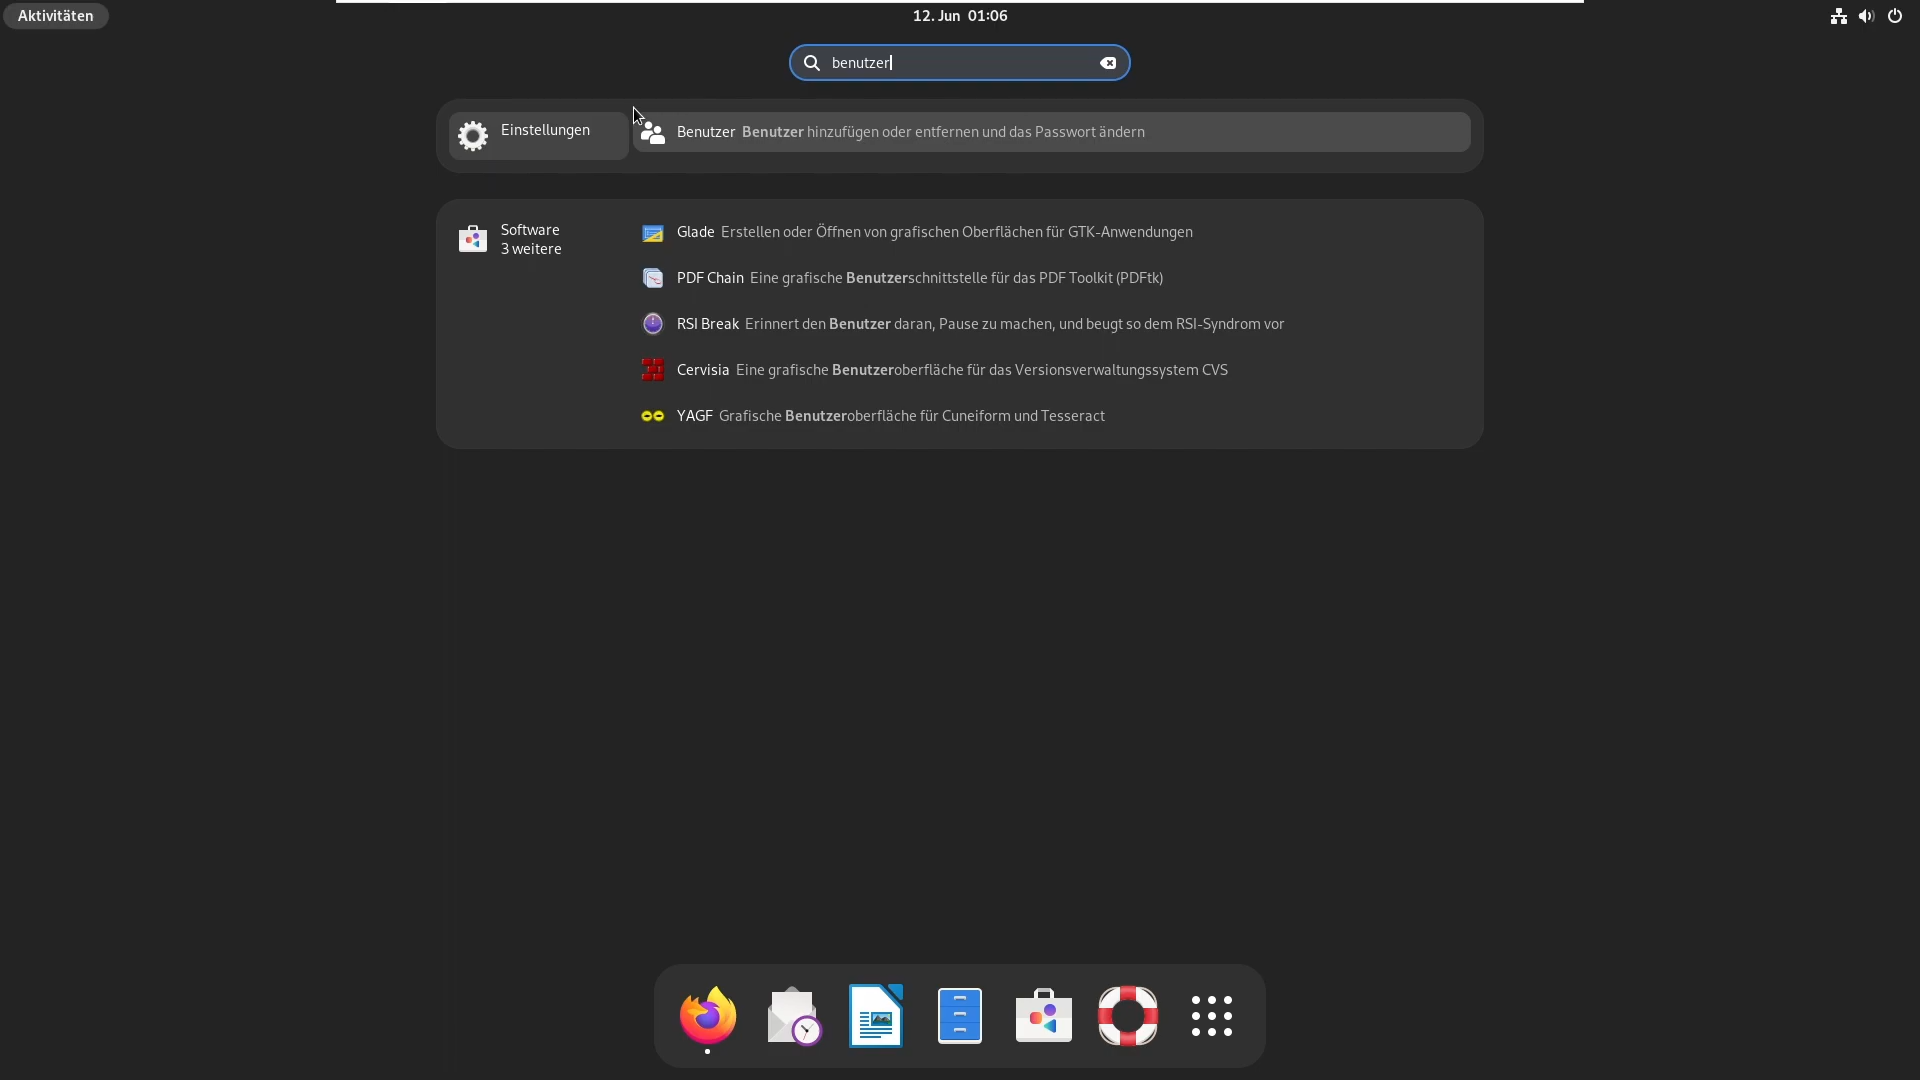 Aktivitäten
12. Jun 01:06
benutzer
Einstellungen
Benutzer Benutzer hinzufügen oder entfernen und das Passwort ändern
Software
3 weitere
Glade Erstellen oder Öffnen von grafischen Oberflächen für GTK-Anwendungen
PDF Chain Eine grafische Benutzerschnittstelle für das PDF Toolkit (PDFtk)
RSI Break Erinnert den Benutzer daran, Pause zu machen, und beugt so dem RSI-Syndrom vor
Cervisia Eine grafische Benutzeroberfläche für das Versionsverwaltungssystem CVS
YAGF Grafische Benutzeroberfläche für Cuneiform und Tesseract